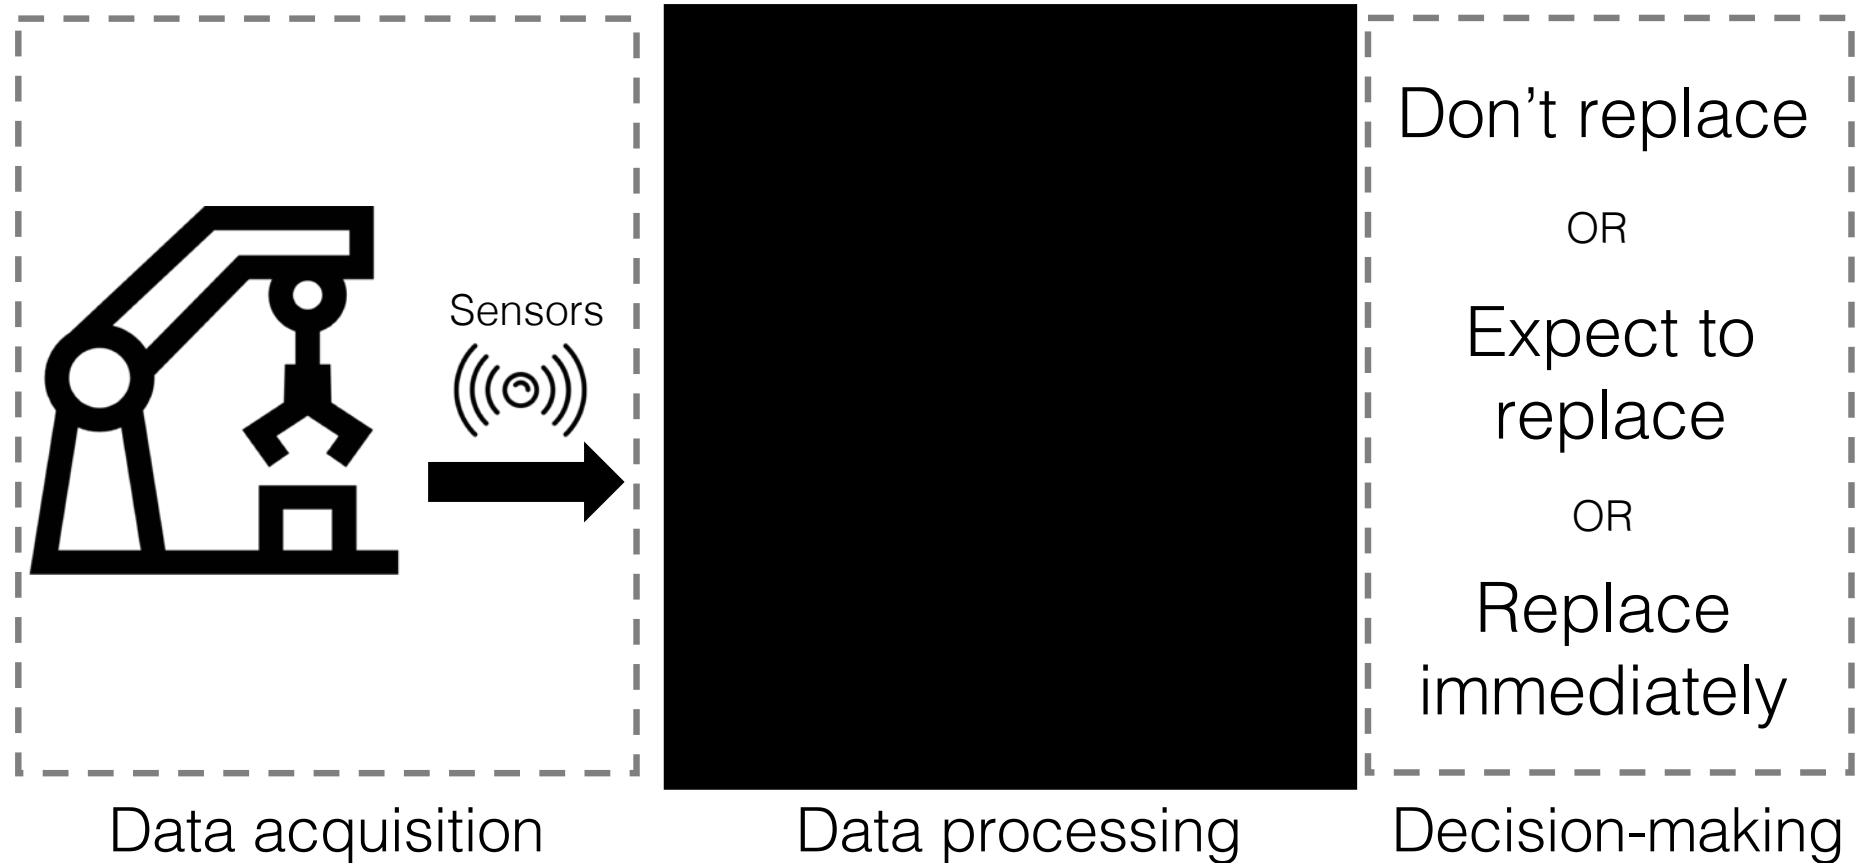 Sensors
Data acquisition
Data processing
Don't replace
OR
Expect to
replace
OR
Replace
immediately
Decision-making